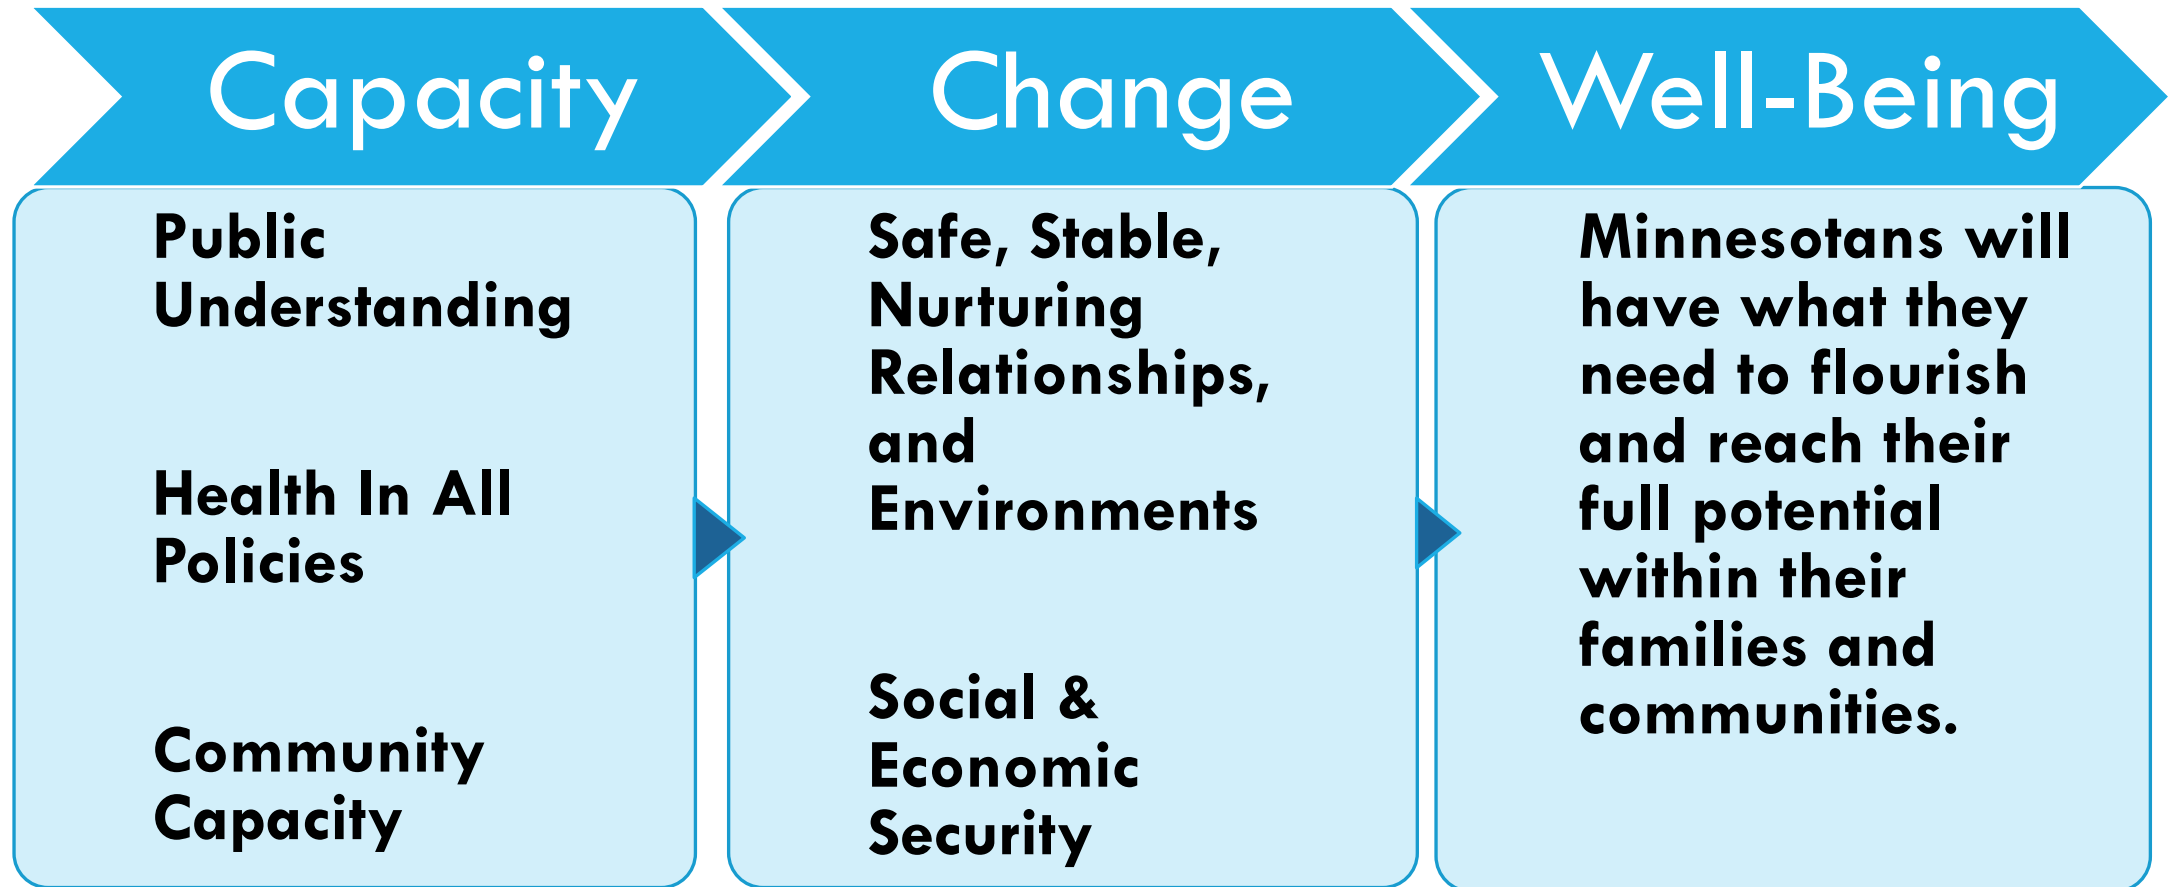 Capacity
Change
Well-Being
Public
Understanding
Health In All
Policies
Community
Capacity
Safe, Stable,
Nurturing
Relationships,
and
Environments
Social &
Economic
Security
Minnesotans will
have what they
need to flourish
and reach their
full potential
within their
families and
communities.